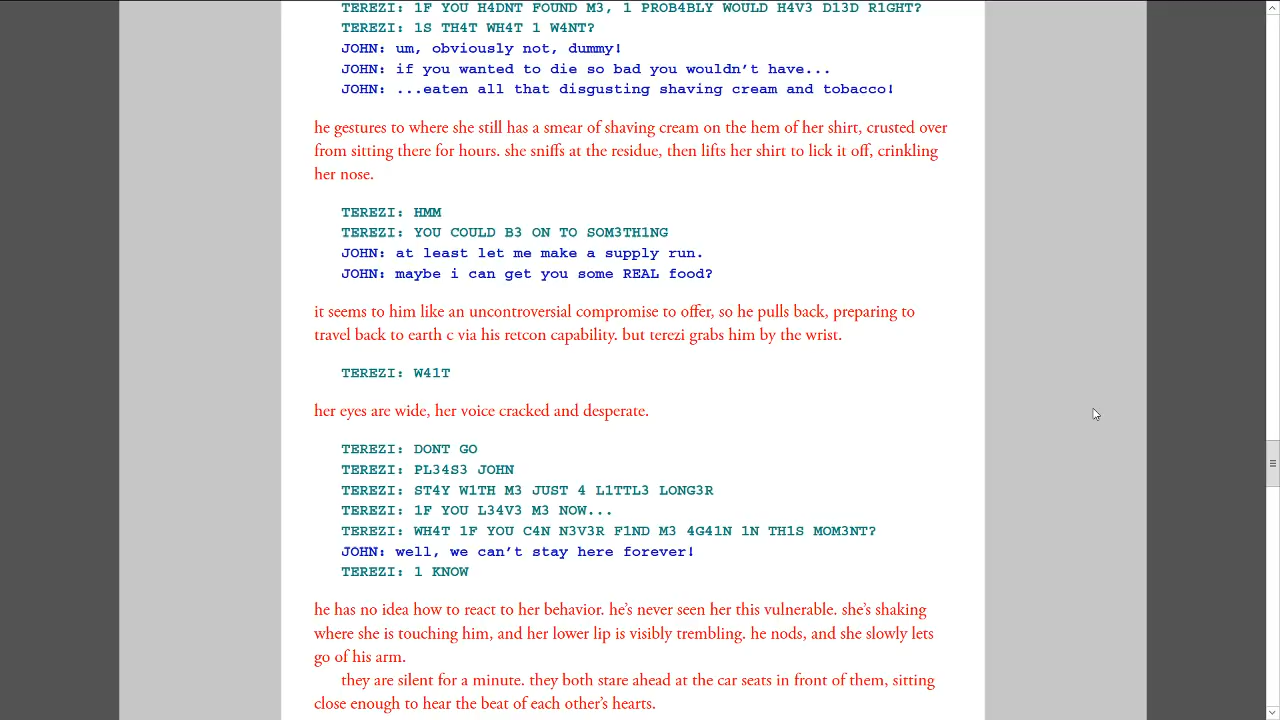 TEREZI: 1F YOU H4DNT FOUND M3, 1 PROB4BLY WOULD H4V3 D13D R1GHT?
TEREZI: 1S TH4T WH4T 1 W4NT?
JOHN: um, obviously not, dummy!
JOHN: if you wanted to die so bad you wouldn’t have...
JOHN: ...eaten all that disgusting shaving cream and tobacco!
he gestures to where she still has a smear of shaving cream on the hem of her shirt, crusted over
from sitting there for hours. she sniffs at the residue, then lifts her shirt to lick it off, crinkling
her nose.
TEREZI: HMM
TEREZI: YOU COULD B3 ON TO SOM3TH1NG
JOHN: at least let me make a supply run.
JOHN: maybe i can get you some REAL food?
it seems to him like an uncontroversial compromise to offer, so he pulls back, preparing to
travel back to earth c via his retcon capability. but terezi grabs him by the wrist.
TEREZI: W41T
her eyes are wide, her voice cracked and desperate.
TEREZI: DONT GO
TEREZI: PL34S3 JOHN
TEREZI: ST4Y W1TH M3 JUST 4 L1TTL3 LONG3R
TEREZI: 1F YOU L34V3 M3 NOW...
TEREZI: WH4T 1F YOU C4N N3V3R F1ND M3 4G41N 1N TH1S MOM3NT?
JOHN: well, we can’t stay here forever!
TEREZI: 1 KNOW
he has no idea how to react to her behavior. he’s never seen her this vulnerable. she’s shaking
where she is touching him, and her lower lip is visibly trembling. he nods, and she slowly lets
go of his arm.
they are silent for a minute. they both stare ahead at the car seats in front of them, sitting
close enough to hear the beat of each other’s hearts.